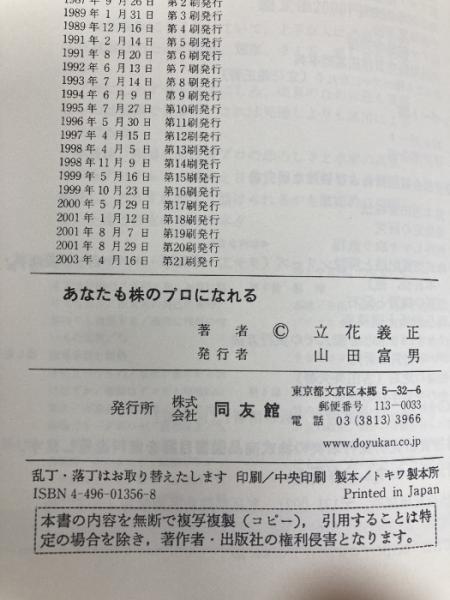 1987年9月26日 第2刷発行
1989年1月31日 第3刷発行
1989年12月16日 第4刷発行
1991年2月14日 第5刷発行
1991年8月20日 第6刷発行
1992年6月13日 第7刷発行
1993年7月14日 第8刷発行
1994年6月9日 第9刷発行
1995年7月27日 第10刷発行
1996年5月30日 第11刷発行
1997年4月15日 第12刷発行
1998年4月5日 第13刷発行
1998年11月9日 第14刷発行
1999年5月16日 第15刷発行
1999年10月23日 第16刷発行
2000年5月29日 第17刷発行
2001年1月12日 第18刷発行
2001年8月7日 第19刷発行
2001年8月29日 第20刷発行
2003年4月16日 第21刷発行
あなたも株のプロになれる
著者 © 立花義正
発行者 山田富男
発行所 株式会社 同友館
東京都文京区本郷 5-32-6
郵便番号 113-0033
電話 03(3813)3966
www.doyukan.co.jp
乱丁・落丁はお取り替えたします 印刷/中央印刷 製本/トキワ製本所
ISBN 4-496-01356-8 Printed in Japan
本書の内容を無断で複写複製(コピー),引用することは特
定の場合を除き,著作者・出版社の権利侵害となります。